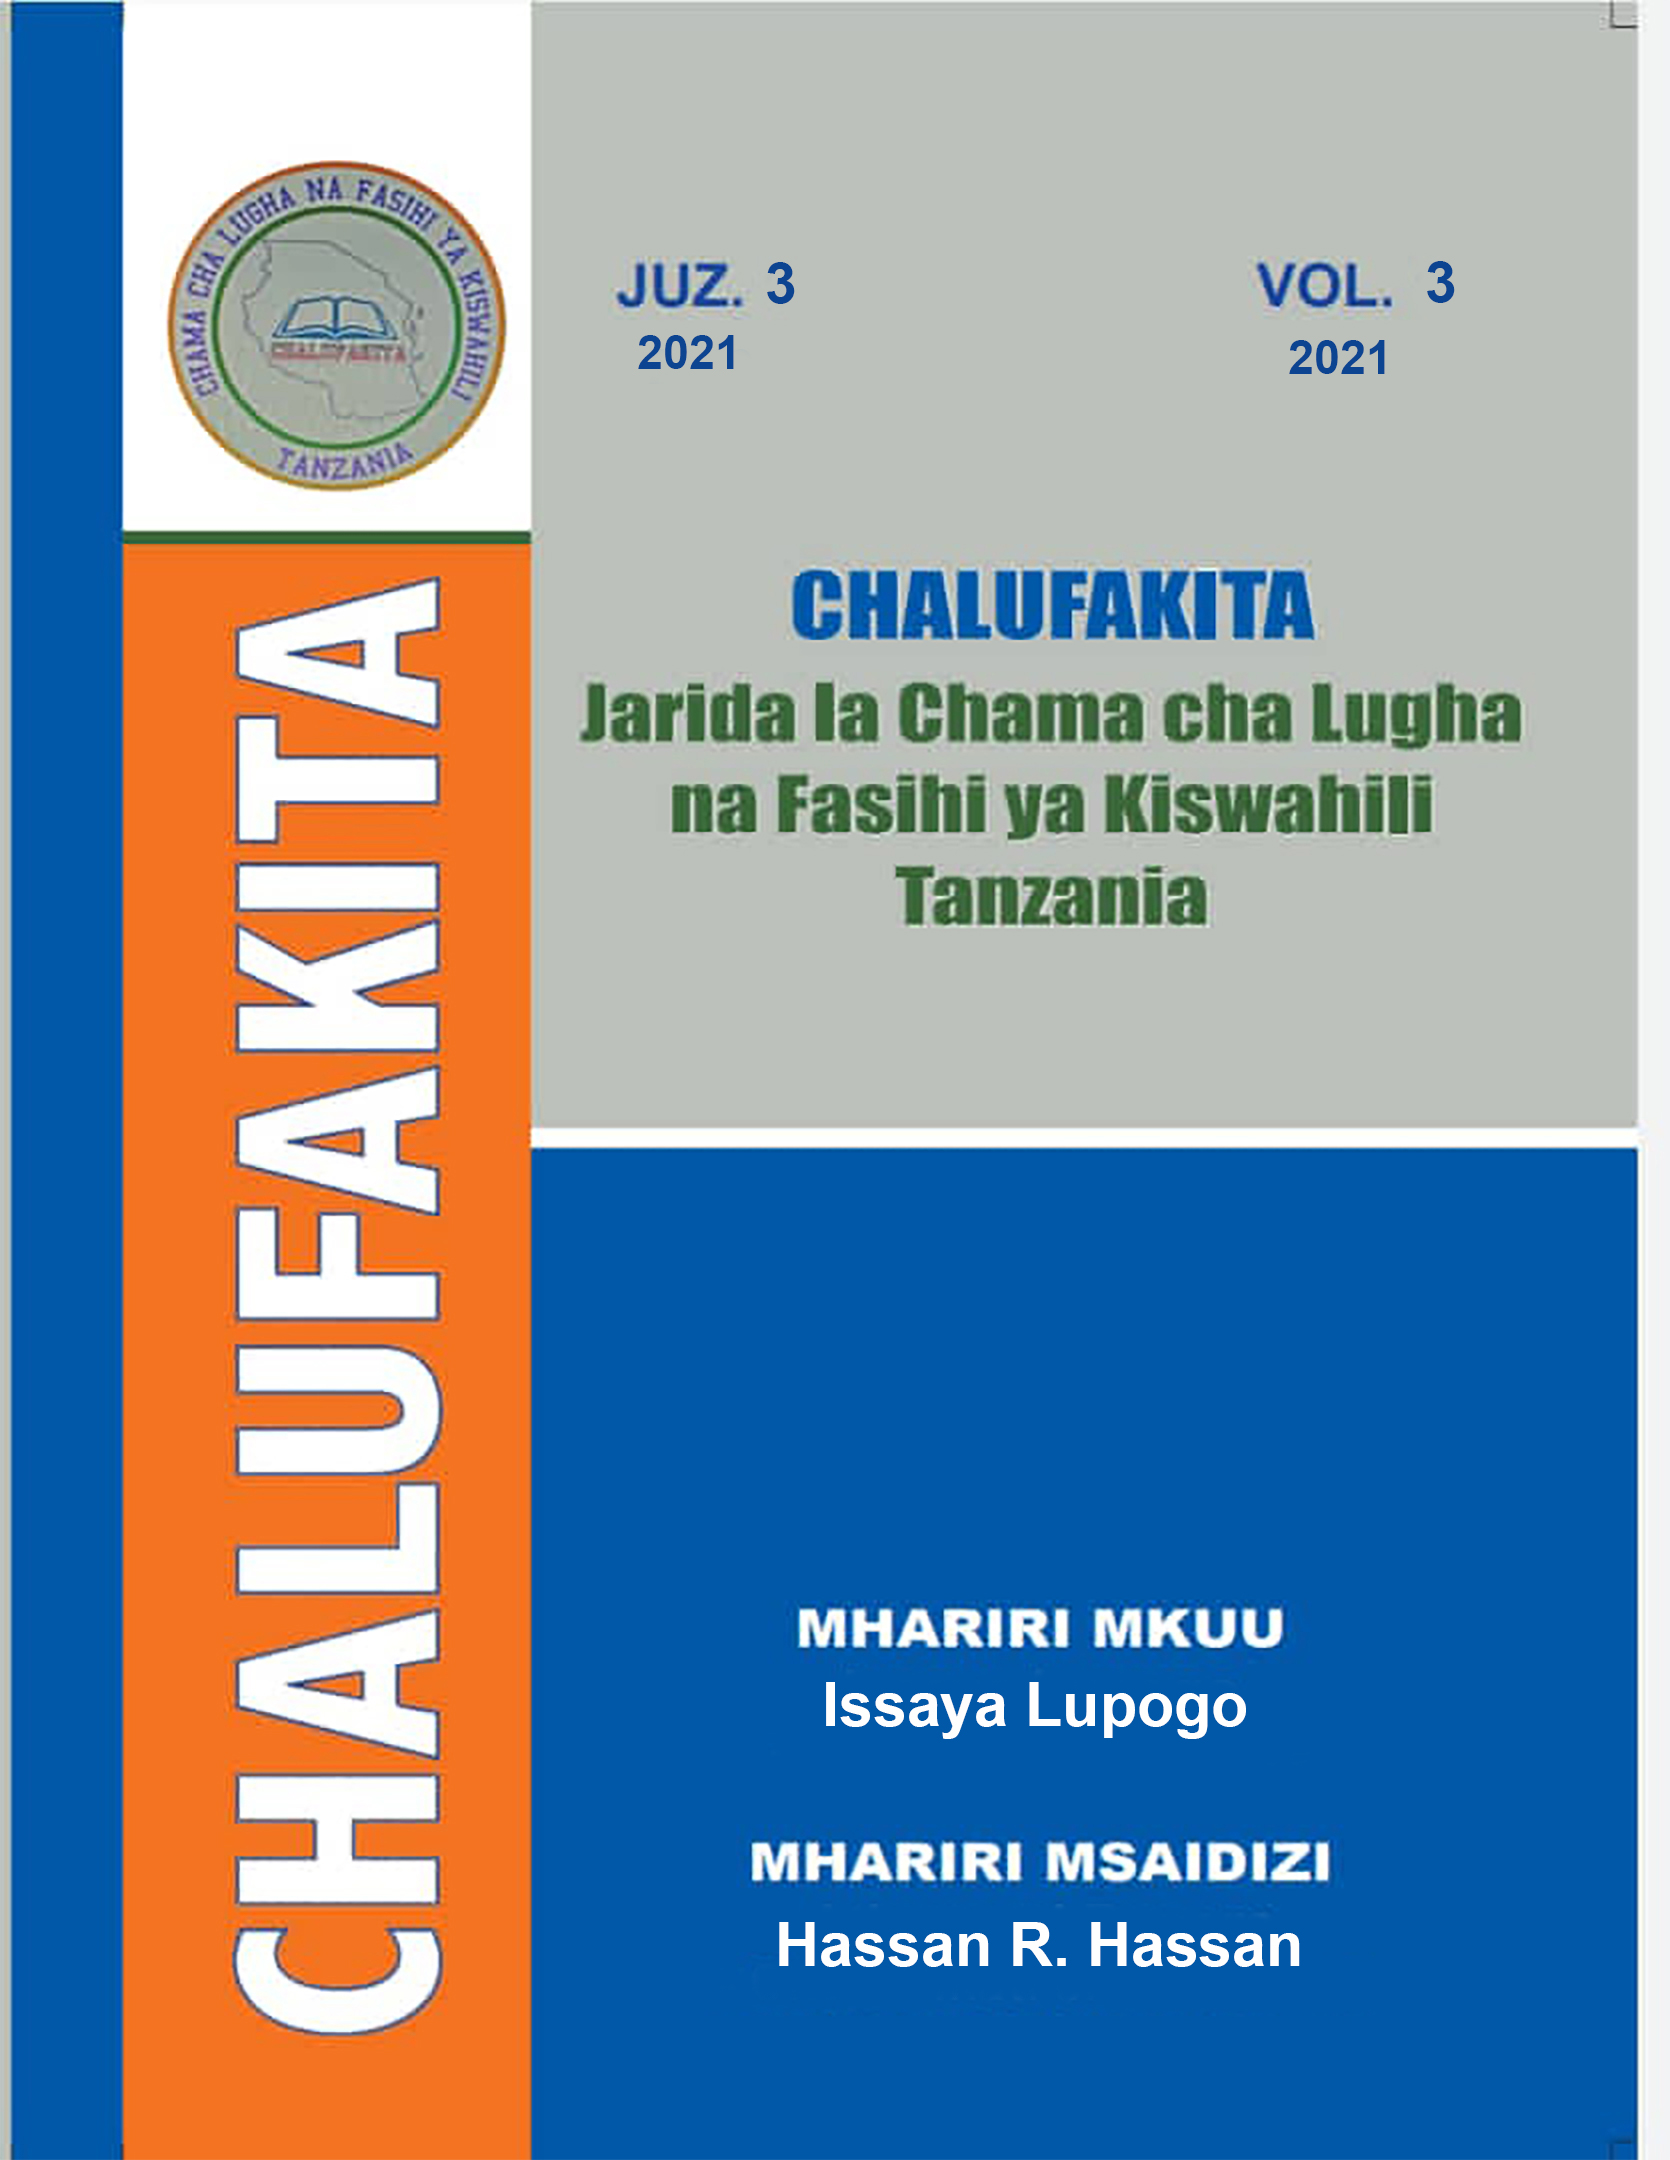 CHAMA CHA LUGHA NA FASIHI YA KISWAHILI
CHALUFAKITA
TANZANIA
JUZ. 3
2021
VOL. 3
2021
CHALUFAKITA
Jarida la Chama cha Lugha
na Fasihi ya Kiswahili
Tanzania
CHALUFAKITA
MHARIRI MKUU
Issaya Lupogo
MHARIRI MSAIDIZI
Hassan R. Hassan